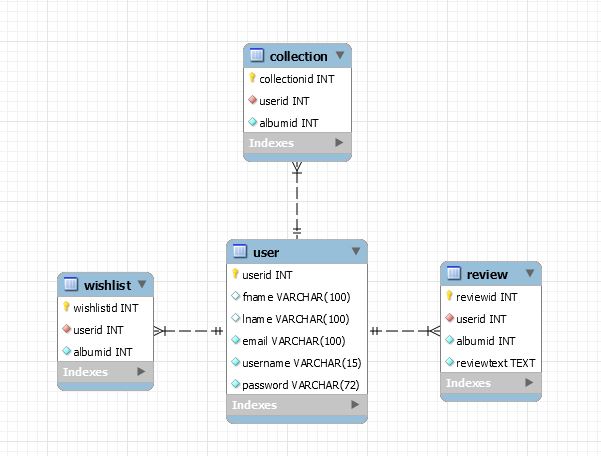 collection
collectionid INT
userid INT
albumid INT
Indexes
user
userid INT
fname VARCHAR(100)
lname VARCHAR(100)
email VARCHAR(100)
username VARCHAR(15)
password VARCHAR(72)
Indexes
wishlist
wishlistid INT
userid INT
albumid INT
Indexes
review
reviewid INT
userid INT
albumid INT
reviewtext TEXT
Indexes